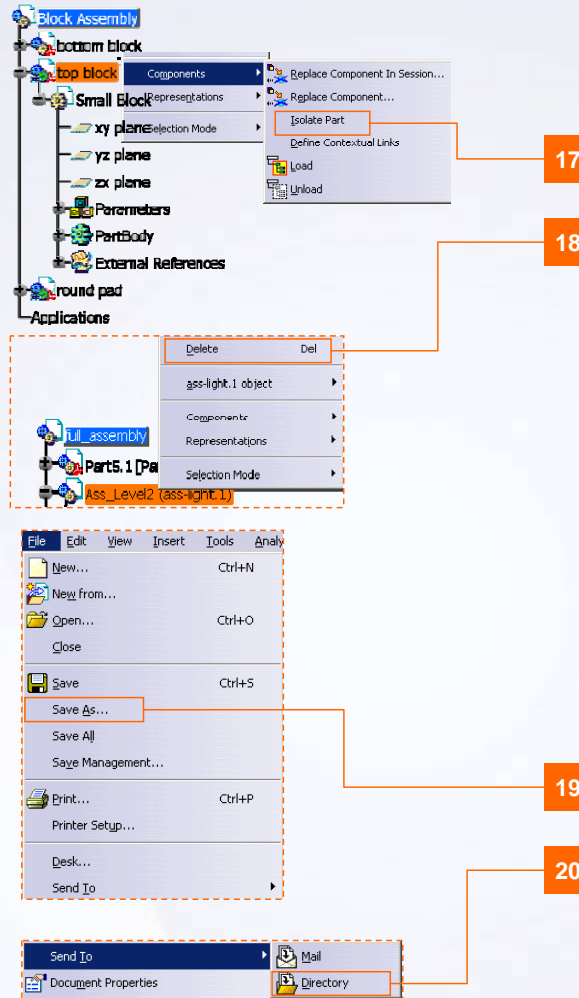 Block Assembly
bottom block
top block
Components
Replace Component In Session...
Small Block
Representations
Replace Component...
Isolate Part
17
xy plane
Selection Mode
Define Contextual Links
yz plane
Load
zx plane
Unload
Parameters
PartBody
18
External References
round pad
Applications
Delete Del
ass-light.1 object
Components
full_assembly
Representations
Part5.1 [Pa
Selection Mode
Ass_Level2 (ass-light.1)
File Edit View Insert Tools Analy
New... Ctrl+N
New from...
Open... Ctrl+O
Close
Save Ctrl+S
Save As...
Save All
Save Management...
19
Print... Ctrl+P
Printer Setup...
Desk...
20
Send To
Send To
Mail
Document Properties
Directory